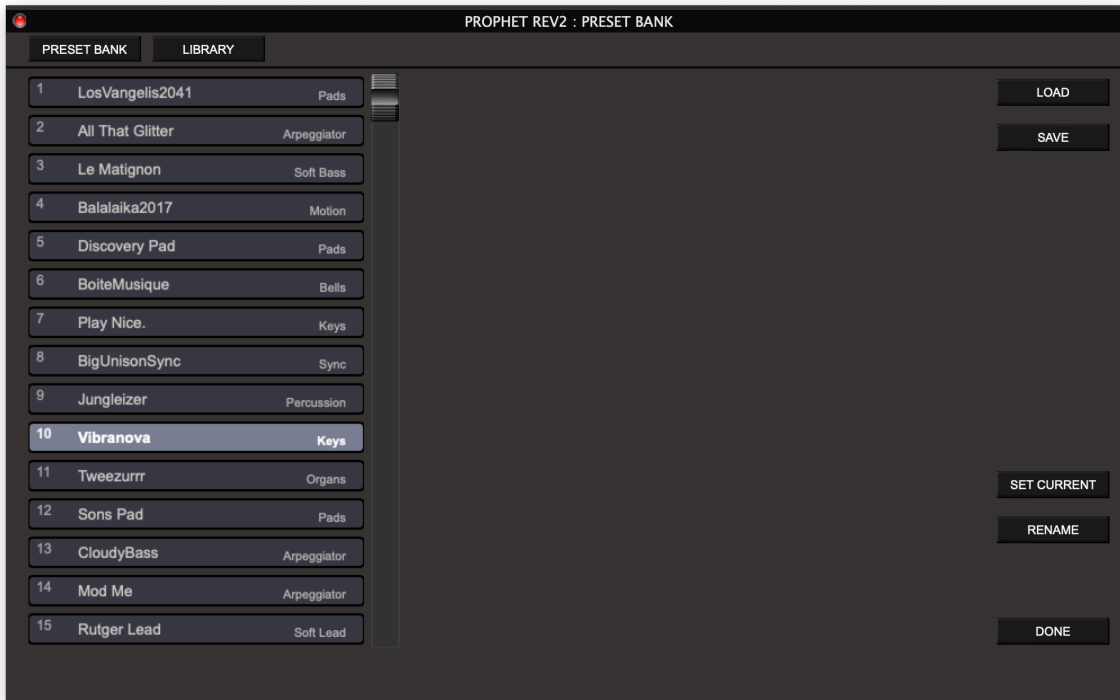 PROPHET REV2 : PRESET BANK
PRESET BANK LIBRARY
1 LosVangelis2041 Pads
2 All That Glitter Arpeggiator
3 Le Matignon Soft Bass
4 Balalaika2017 Motion
5 Discovery Pad Pads
6 BoiteMusique Bells
7 Play Nice. Keys
8 BigUnisonSync Sync
9 Jungleizer Percussion
10 Vibranova Keys
11 Tweezurrr Organs
12 Sons Pad Pads
13 CloudyBass Arpeggiator
14 Mod Me Arpeggiator
15 Rutger Lead Soft Lead
LOAD
SAVE
SET CURRENT
RENAME
DONE